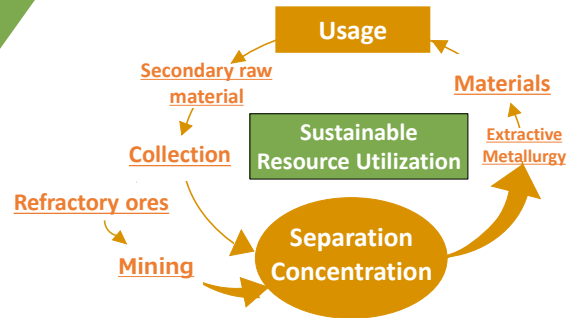 Usage
Secondary raw
material
Materials
Sustainable
Resource Utilization
Extractive
Metallurgy
Collection
Refractory ores
Separation
Concentration
Mining